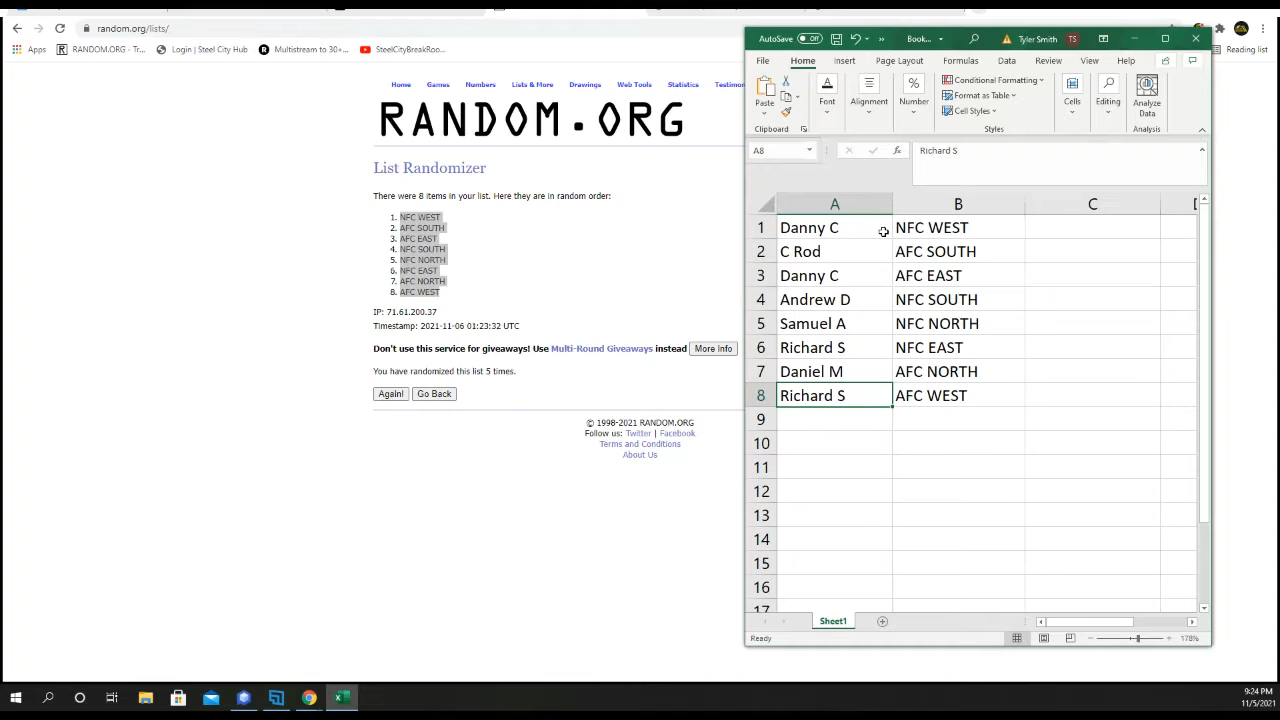 random.org/lists/
Apps
RANDOM.ORG - Tr...
Login | Steel City Hub
Multistream to 30+...
SteelCityBreakRoo...
Reading list
Home
Games
Numbers
Lists & More
Drawings
Web Tools
Statistics
Testimon
RANDOM.ORG
List Randomizer
There were 8 items in your list. Here they are in random order:
1. NFC WEST
2. AFC SOUTH
3. AFC EAST
4. NFC SOUTH
5. NFC NORTH
6. NFC EAST
7. AFC NORTH
8. AFC WEST
IP: 71.61.200.37
Timestamp: 2021-11-06 01:23:32 UTC
Don't use this service for giveaways! Use Multi-Round Giveaways instead More Info
You have randomized this list 5 times.
Again! Go Back
© 1998-2021 RANDOM.ORG
Follow us: Twitter | Facebook
Terms and Conditions
About Us
AutoSave Off Book... Tyler Smith TS
File Home Insert Page Layout Formulas Data Review View Help
Paste
Clipboard
Font
Alignment
Number
Conditional Formatting
Format as Table
Cell Styles
Styles
Cells
Editing
Analyze Data
Analysis
A8 fx Richard S
A B C
1 Danny C NFC WEST
2 C Rod AFC SOUTH
3 Danny C AFC EAST
4 Andrew D NFC SOUTH
5 Samuel A NFC NORTH
6 Richard S NFC EAST
7 Daniel M AFC NORTH
8 Richard S AFC WEST
9
10
11
12
13
14
15
16
17
Sheet1
Ready
178%
9:24 PM
11/5/2021